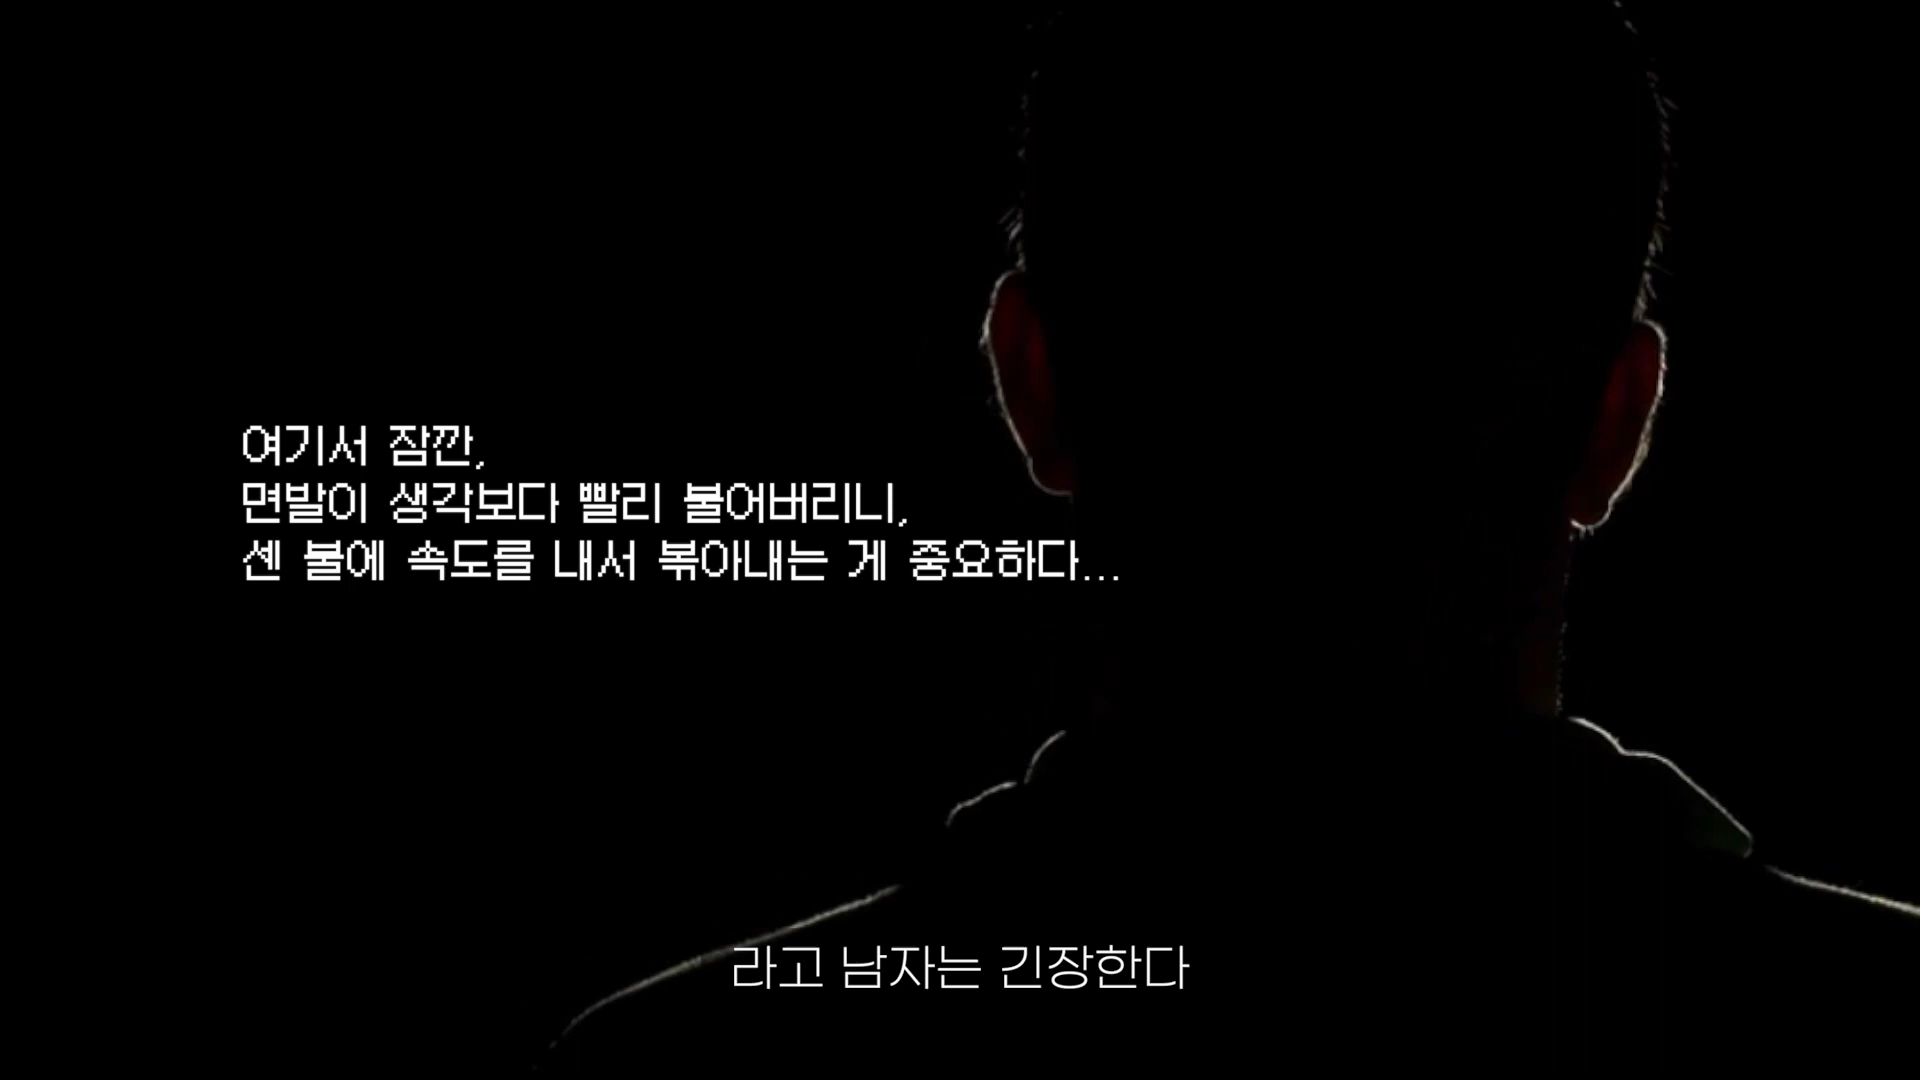 여기서 잠깐,
면발이 생각보다 빨리 불어버리니,
센 불에 속도를 내서 볶아내는 게 중요하다...
라고 남자는 긴장한다